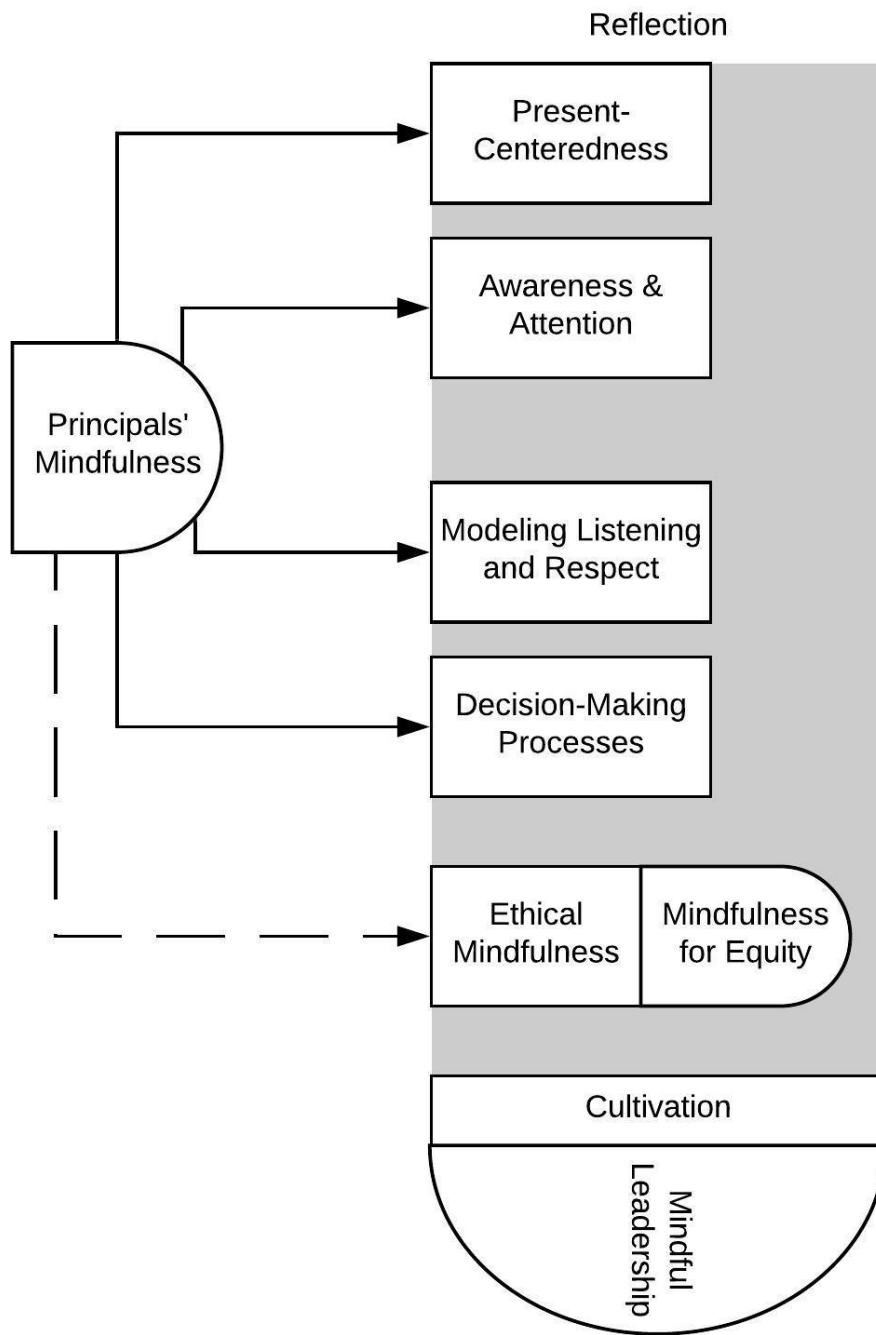 Reflection
Present-
Centeredness
Awareness &
Attention
Principals'
Mindfulness
Modeling Listening
and Respect
Decision-Making
Processes
Ethical
Mindfulness
Mindfulness
for Equity
Cultivation
Mindful
Leadership